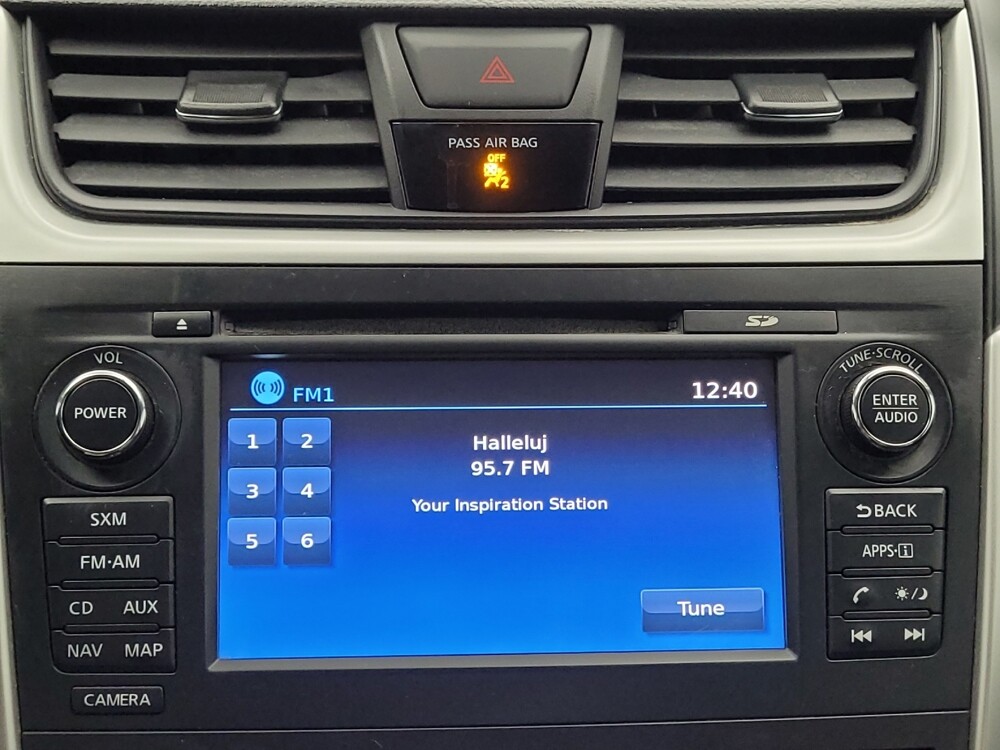 PASS AIR BAG
OFF
2
SD
VOL
POWER
TUNE·SCROLL
ENTER
AUDIO
FM1
12:40
1 2
3 4
5 6
Halleluj
95.7 FM
Your Inspiration Station
Tune
SXM
FM·AM
CD AUX
NAV MAP
CAMERA
BACK
APPS·i